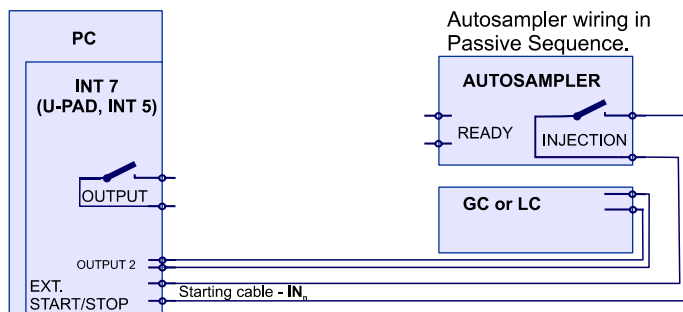 Autosampler wiring in
Passive Sequence.
PC
INT 7
(U-PAD, INT 5)
OUTPUT
OUTPUT 2
EXT.
START/STOP
Starting cable - INn
AUTOSAMPLER
READY
INJECTION
GC or LC